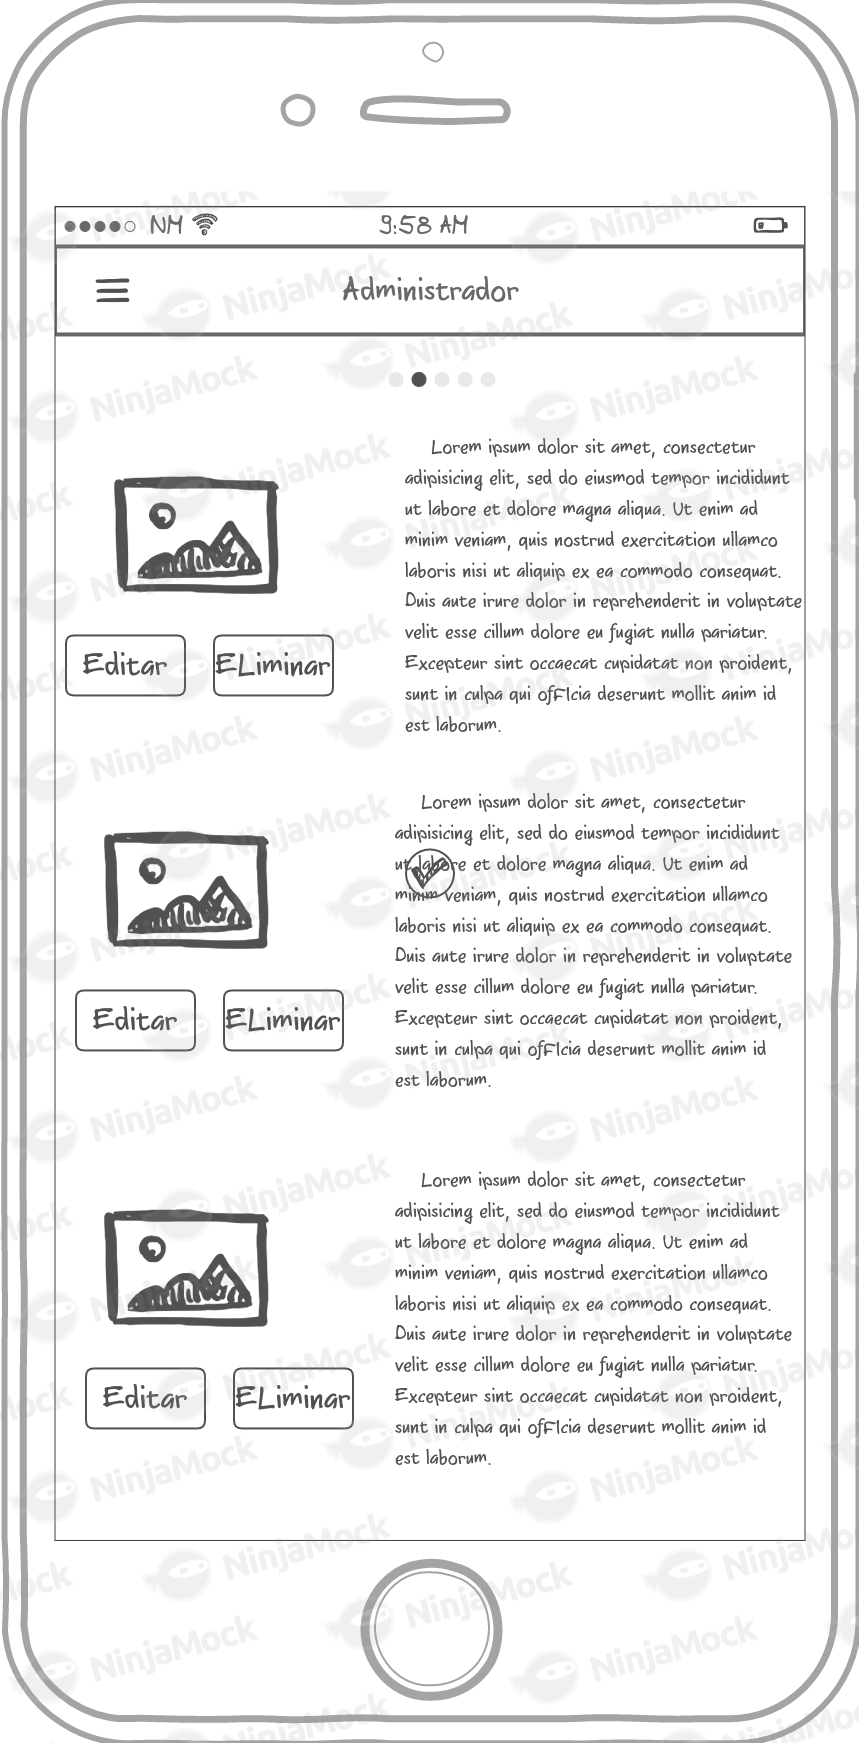 NM 9:58 AM
Administrador
Lorem ipsum dolor sit amet, consectetur
adipisicing elit, sed do eiusmod tempor incididunt
ut labore et dolore magna aliqua. Ut enim ad
minim veniam, quis nostrud exercitation ullamco
laboris nisi ut aliquip ex ea commodo consequat.
Duis aute irure dolor in reprehenderit in voluptate
velit esse cillum dolore eu fugiat nulla pariatur.
Excepteur sint occaecat cupidatat non proident,
sunt in culpa qui officia deserunt mollit anim id
est laborum.
Editar
ELiminar
Lorem ipsum dolor sit amet, consectetur
adipisicing elit, sed do eiusmod tempor incididunt
ut labore et dolore magna aliqua. Ut enim ad
minim veniam, quis nostrud exercitation ullamco
laboris nisi ut aliquip ex ea commodo consequat.
Duis aute irure dolor in reprehenderit in voluptate
velit esse cillum dolore eu fugiat nulla pariatur.
Excepteur sint occaecat cupidatat non proident,
sunt in culpa qui officia deserunt mollit anim id
est laborum.
Editar
ELiminar
Lorem ipsum dolor sit amet, consectetur
adipisicing elit, sed do eiusmod tempor incididunt
ut labore et dolore magna aliqua. Ut enim ad
minim veniam, quis nostrud exercitation ullamco
laboris nisi ut aliquip ex ea commodo consequat.
Duis aute irure dolor in reprehenderit in voluptate
velit esse cillum dolore eu fugiat nulla pariatur.
Excepteur sint occaecat cupidatat non proident,
sunt in culpa qui officia deserunt mollit anim id
est laborum.
Editar
ELiminar
NinjaMock